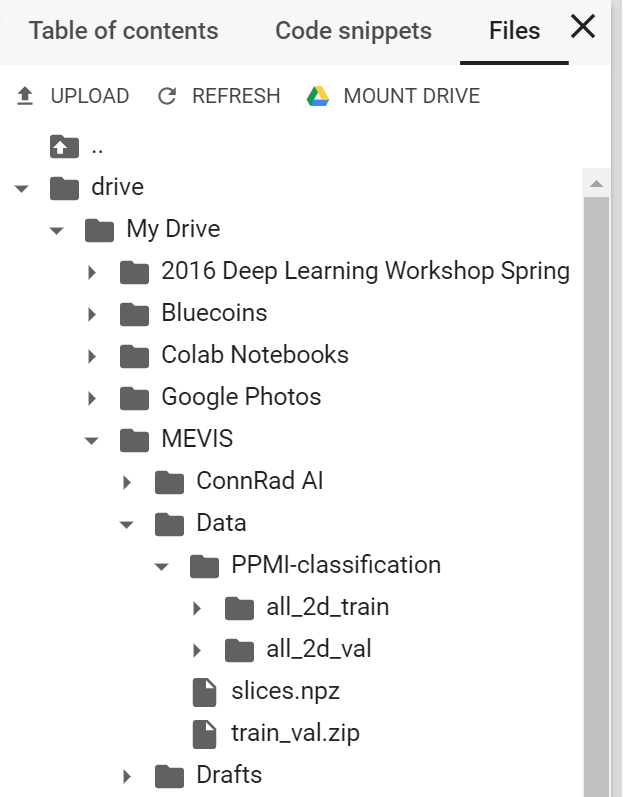 Table of contents Code snippets Files
UPLOAD REFRESH MOUNT DRIVE
..
drive
My Drive
2016 Deep Learning Workshop Spring
Bluecoins
Colab Notebooks
Google Photos
MEVIS
ConnRad AI
Data
PPMI-classification
all_2d_train
all_2d_val
slices.npz
train_val.zip
Drafts